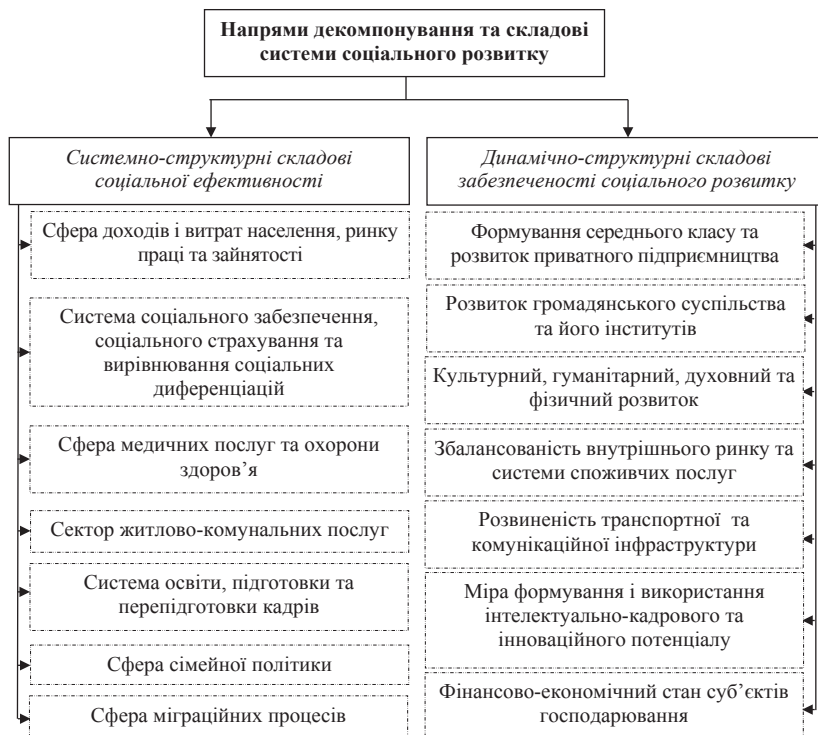 Напрями декомпонування та складові
системи соціального розвитку
Системно-структурні складові
соціальної ефективності
Сфера доходів і витрат населення, ринку
праці та зайнятості
Система соціального забезпечення,
соціального страхування та
вирівнювання соціальних
диференціацій
Сфера медичних послуг та охорони
здоров’я
Сектор житлово-комунальних послуг
Система освіти, підготовки та
перепідготовки кадрів
Сфера сімейної політики
Сфера міграційних процесів
Динамічно-структурні складові
забезпеченості соціального розвитку
Формування середнього класу та
розвиток приватного підприємництва
Розвиток громадянського суспільства
та його інститутів
Культурний, гуманітарний, духовний та
фізичний розвиток
Збалансованість внутрішнього ринку та
системи споживчих послуг
Розвиненість транспортної та
комунікаційної інфраструктури
Міра формування і використання
інтелектуально-кадрового та
інноваційного потенціалу
Фінансово-економічний стан суб’єктів
господарювання